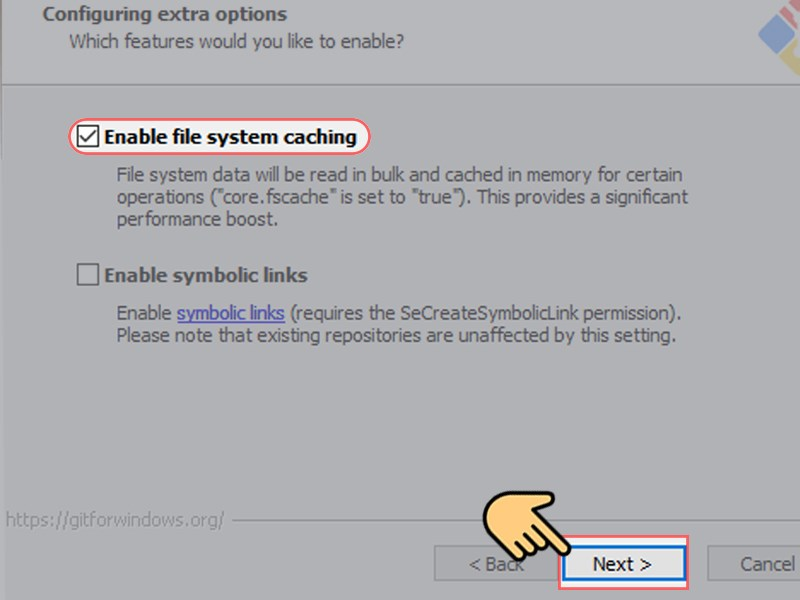 Configuring extra options
Which features would you like to enable?
Enable file system caching
File system data will be read in bulk and cached in memory for certain
operations ("core.fscache" is set to "true"). This provides a significant
performance boost.
Enable symbolic links
Enable symbolic links (requires the SeCreateSymbolicLink permission).
Please note that existing repositories are unaffected by this setting.
https://gitforwindows.org/
< Back
Next >
Cancel